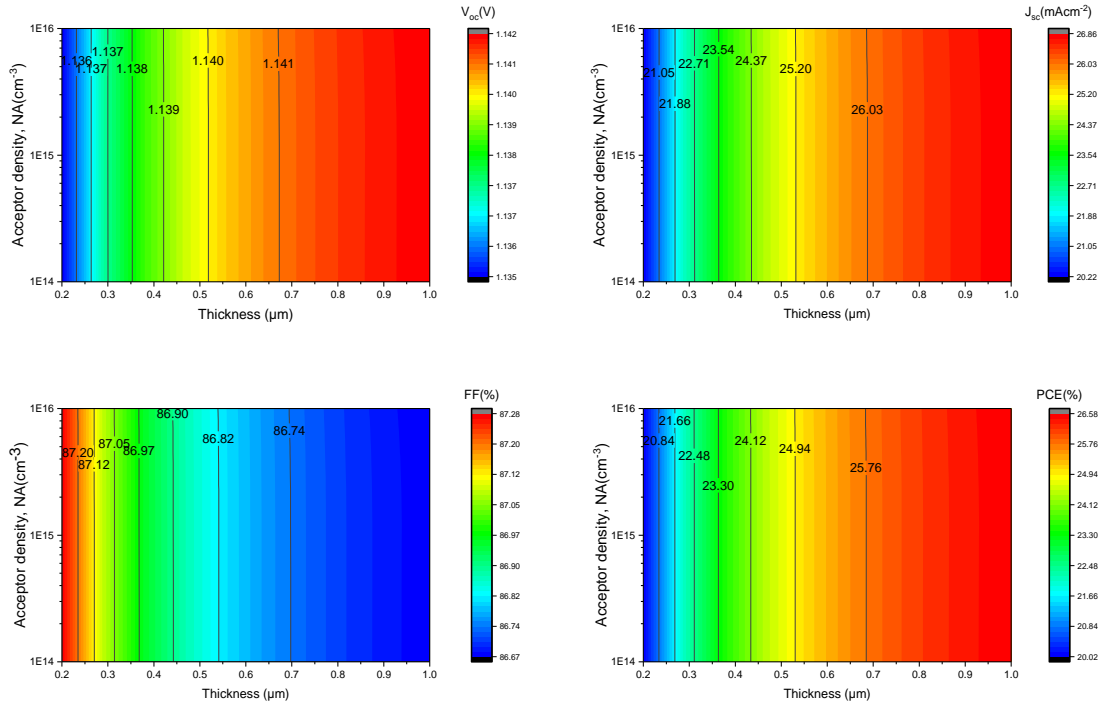 V_oc(V)
1E16
1E15
1E14
Acceptor density, NA(cm⁻³)
1.136
1.137
1.137
1.138
1.139
1.140
1.141
0.2 0.3 0.4 0.5 0.6 0.7 0.8 0.9 1.0
Thickness (µm)
1.142
1.141
1.140
1.139
1.138
1.137
1.137
1.136
1.135
J_sc(mAcm⁻²)
1E16
1E15
1E14
Acceptor density, NA(cm⁻³)
21.05
21.88
22.71
23.54
24.37
25.20
26.03
0.2 0.3 0.4 0.5 0.6 0.7 0.8 0.9 1.0
Thickness (µm)
26.86
26.03
25.20
24.37
23.54
22.71
21.88
21.05
20.22
FF(%)
1E16
1E15
1E14
Acceptor density, NA(cm⁻³)
87.20
87.12
87.05
86.97
86.90
86.82
86.74
0.2 0.3 0.4 0.5 0.6 0.7 0.8 0.9 1.0
Thickness (µm)
87.28
87.20
87.12
87.05
86.97
86.90
86.82
86.74
86.67
PCE(%)
1E16
1E15
1E14
Acceptor density, NA(cm⁻³)
20.84
21.66
22.48
23.30
24.12
24.94
25.76
0.2 0.3 0.4 0.5 0.6 0.7 0.8 0.9 1.0
Thickness (µm)
26.58
25.76
24.94
24.12
23.30
22.48
21.66
20.84
20.02